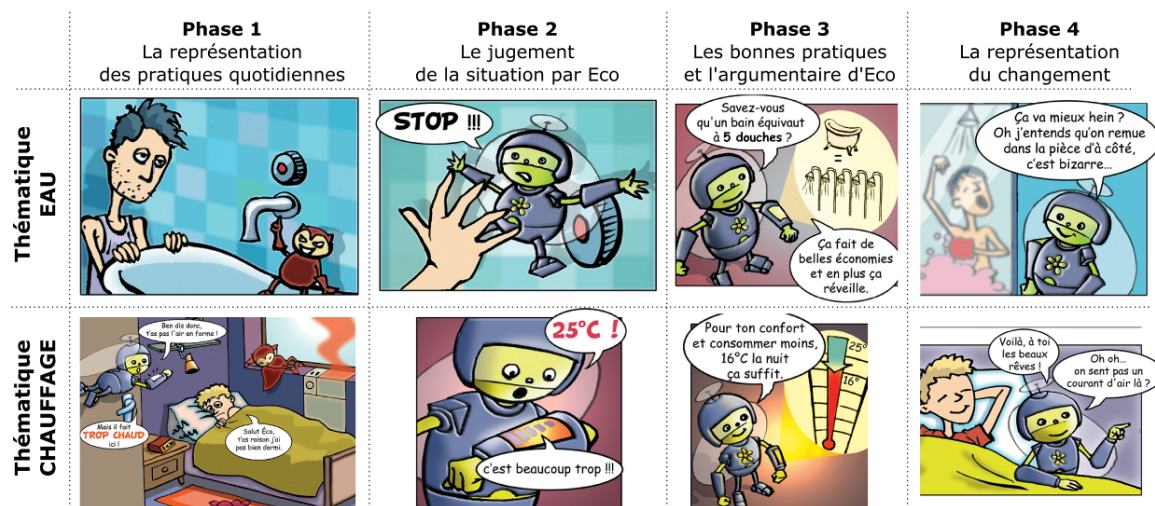 Phase 1
La représentation
des pratiques quotidiennes
Phase 2
Le jugement
de la situation par Eco
Phase 3
Les bonnes pratiques
et l'argumentaire d'Eco
Phase 4
La représentation
du changement
Thématique
EAU
STOP !!!
Savez-vous
qu'un bain équivaut
à 5 douches ?
=
Ça fait de
belles économies
et en plus ça
réveille.
Ça va mieux hein ?
Oh j'entends qu'on remue
dans la pièce d'à côté,
c'est bizarre...
Thématique
CHAUFFAGE
Ben dis donc,
t'as pas l'air en forme !
Mais il fait
TROP CHAUD
ici !
Salut Éco,
t'as raison j'ai
pas bien dormi.
25°C !
c'est beaucoup trop !!!
Pour ton confort
et consommer moins,
16°C la nuit
ça suffit.
25°
16°
Voilà, à toi
les beaux
rêves !
Oh oh...
on sent pas un
courant d'air là ?